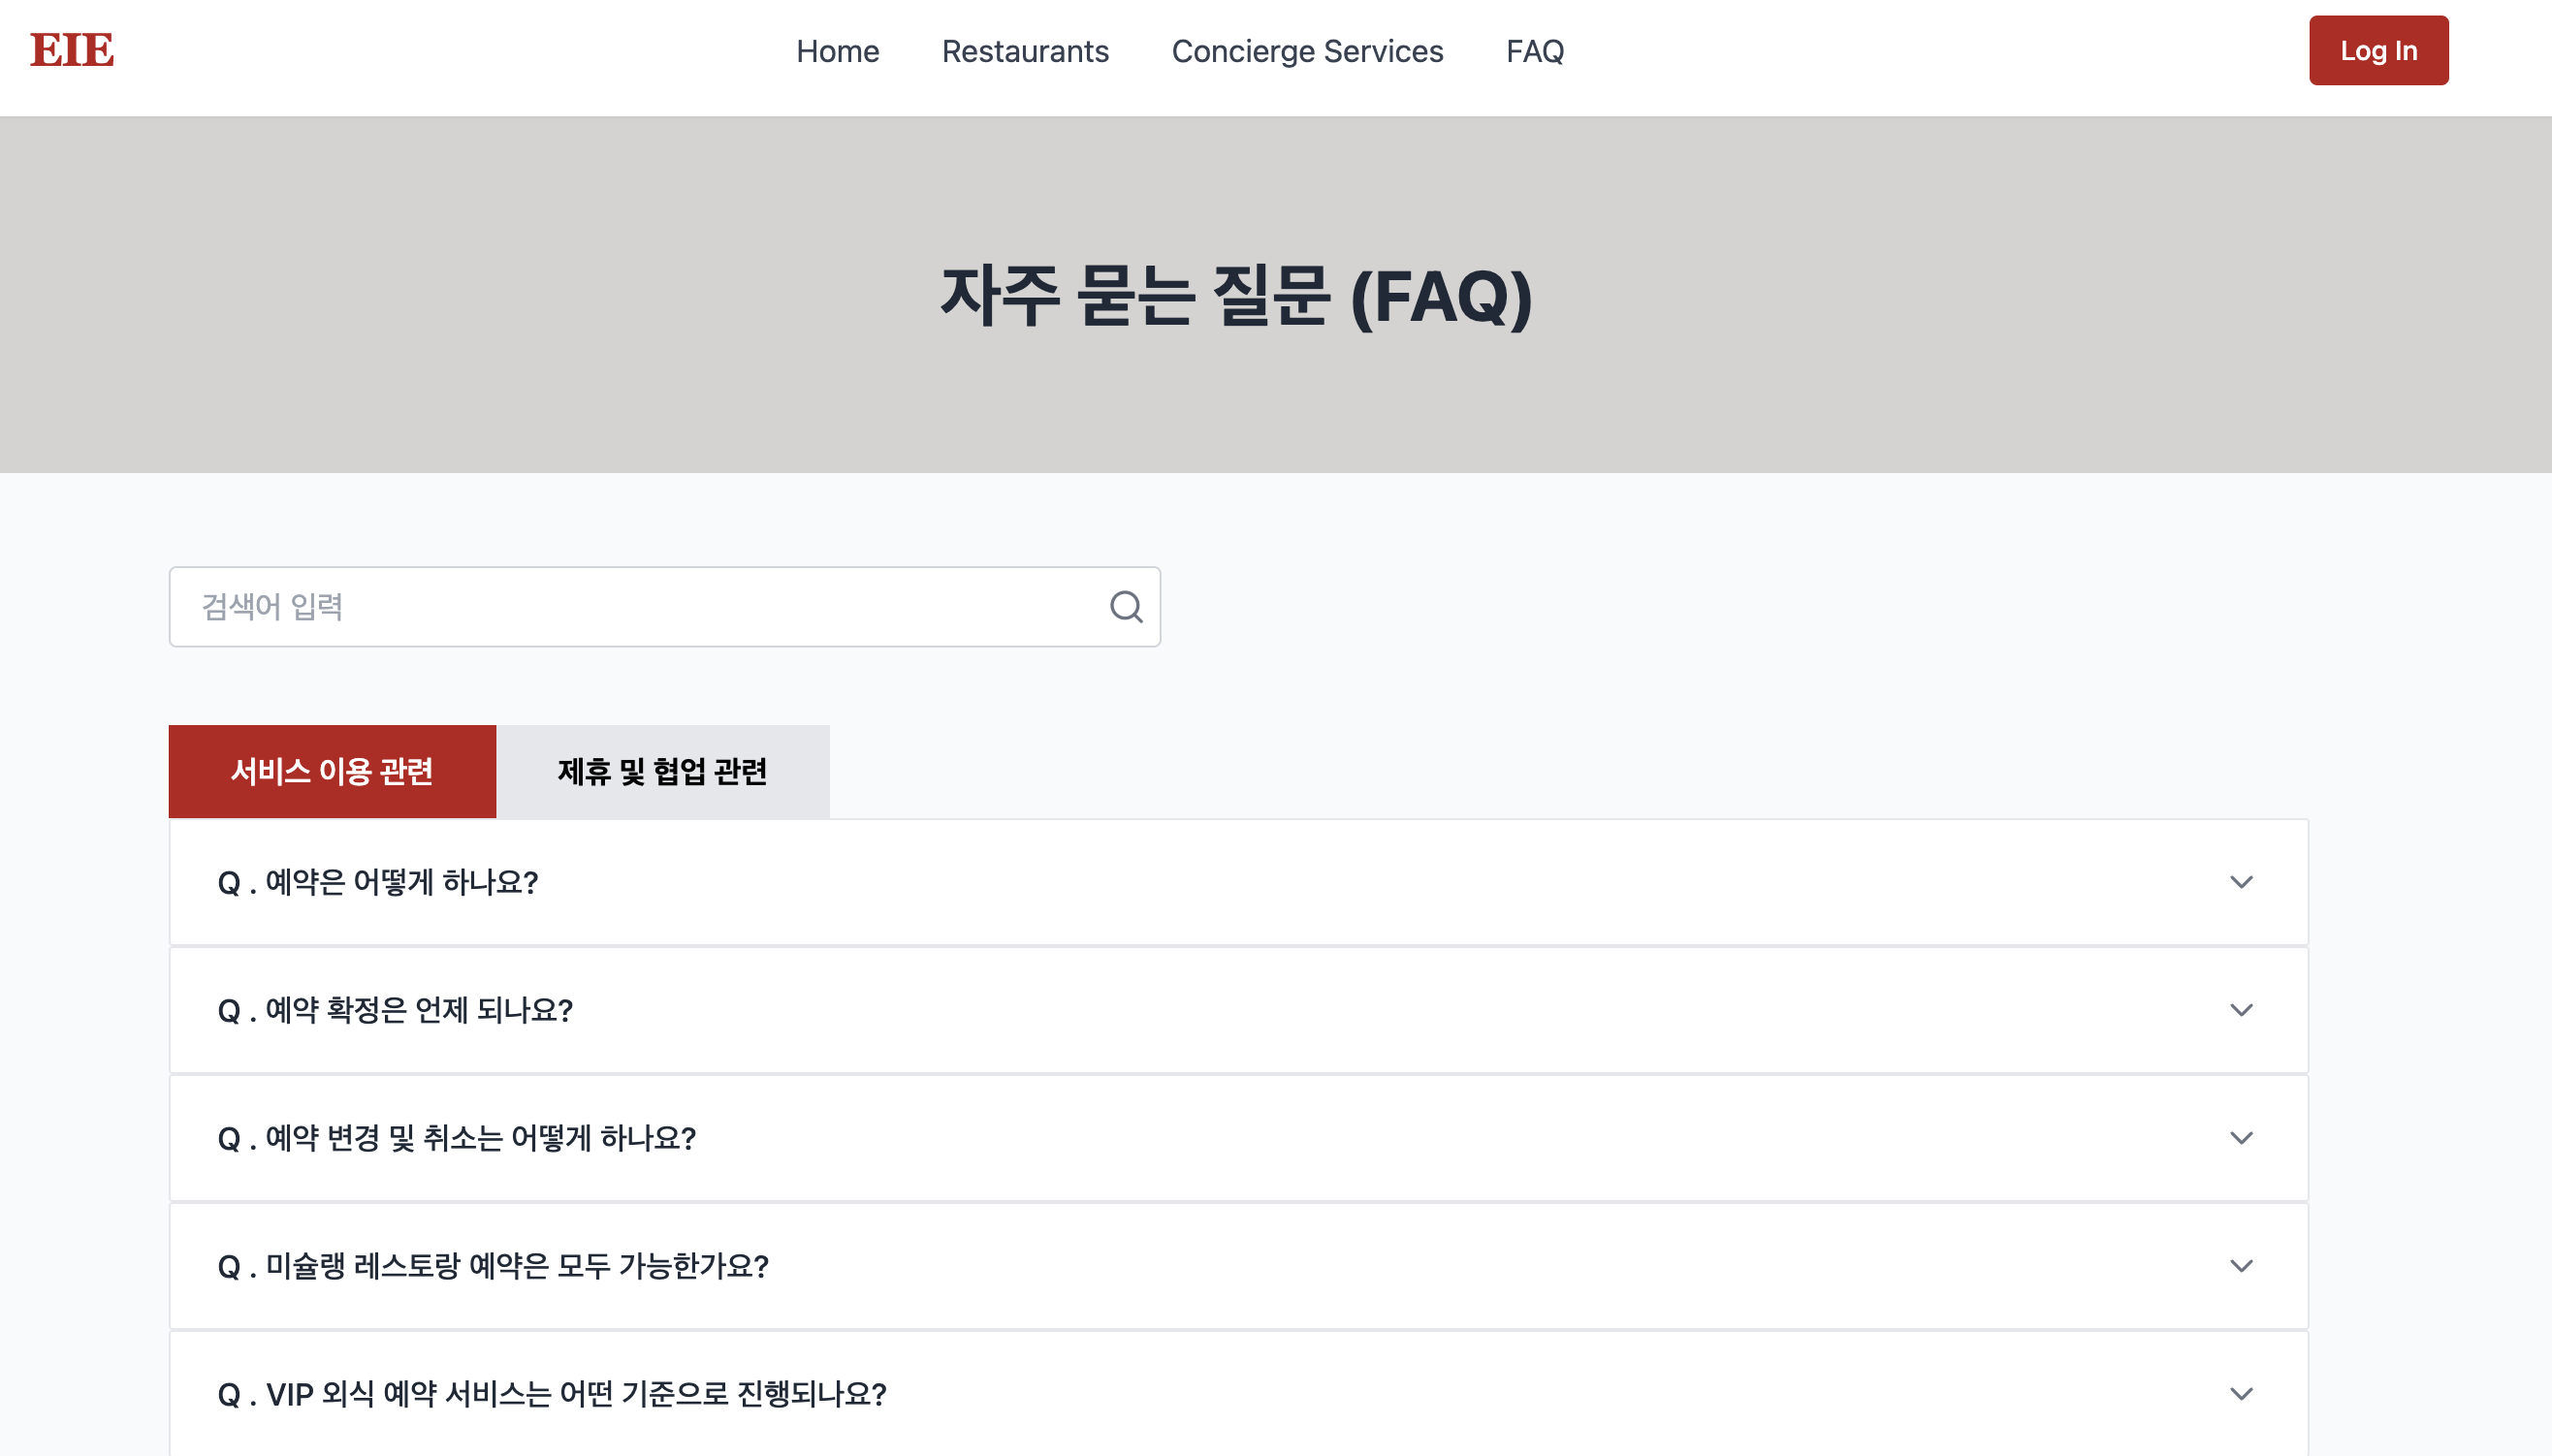 EIE
Home Restaurants Concierge Services FAQ
Log In
자주 묻는 질문 (FAQ)
검색어 입력
서비스 이용 관련
제휴 및 협업 관련
Q . 예약은 어떻게 하나요?
Q . 예약 확정은 언제 되나요?
Q . 예약 변경 및 취소는 어떻게 하나요?
Q . 미슐랭 레스토랑 예약은 모두 가능한가요?
Q . VIP 외식 예약 서비스는 어떤 기준으로 진행되나요?